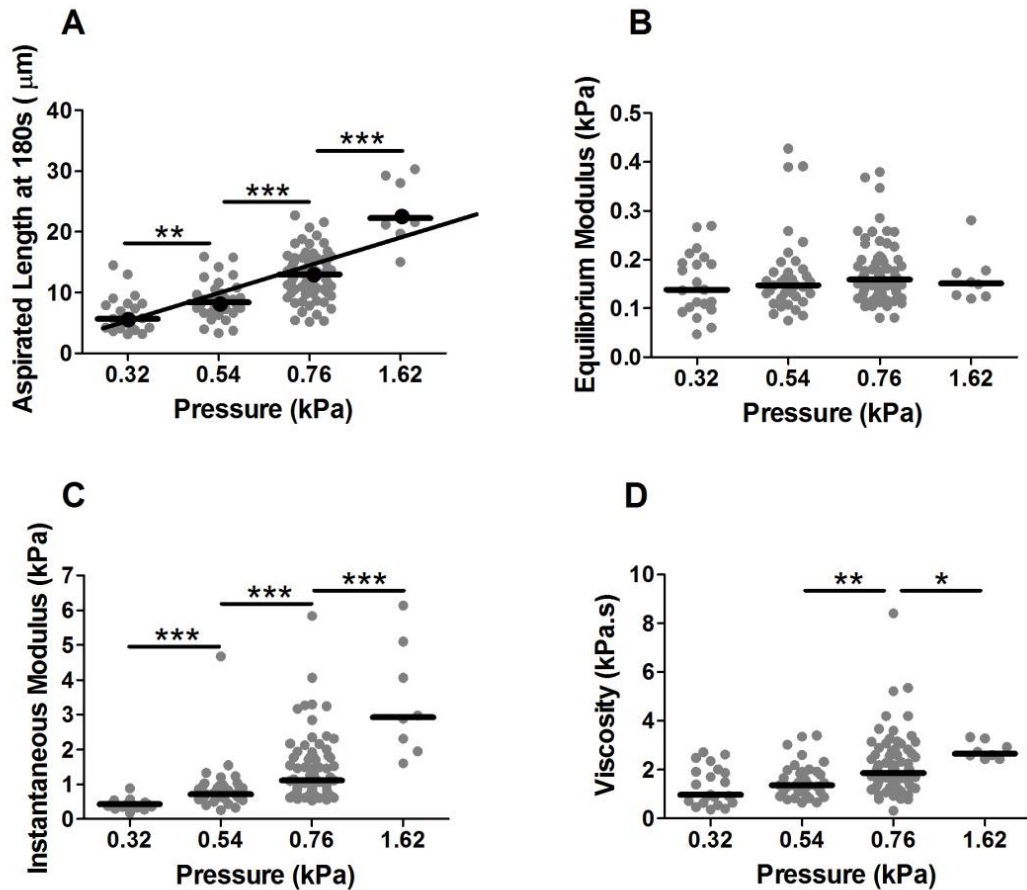 A
Aspirated Length at 180s ( μm)
40
30
20
10
0
**
***
***
0.32 0.54 0.76 1.62
Pressure (kPa)
B
Equilibrium Modulus (kPa)
0.5
0.4
0.3
0.2
0.1
0.0
0.32 0.54 0.76 1.62
Pressure (kPa)
C
Instantaneous Modulus (kPa)
7
6
5
4
3
2
1
0
***
***
***
0.32 0.54 0.76 1.62
Pressure (kPa)
D
Viscosity (kPa.s)
10
8
6
4
2
0
**
*
0.32 0.54 0.76 1.62
Pressure (kPa)